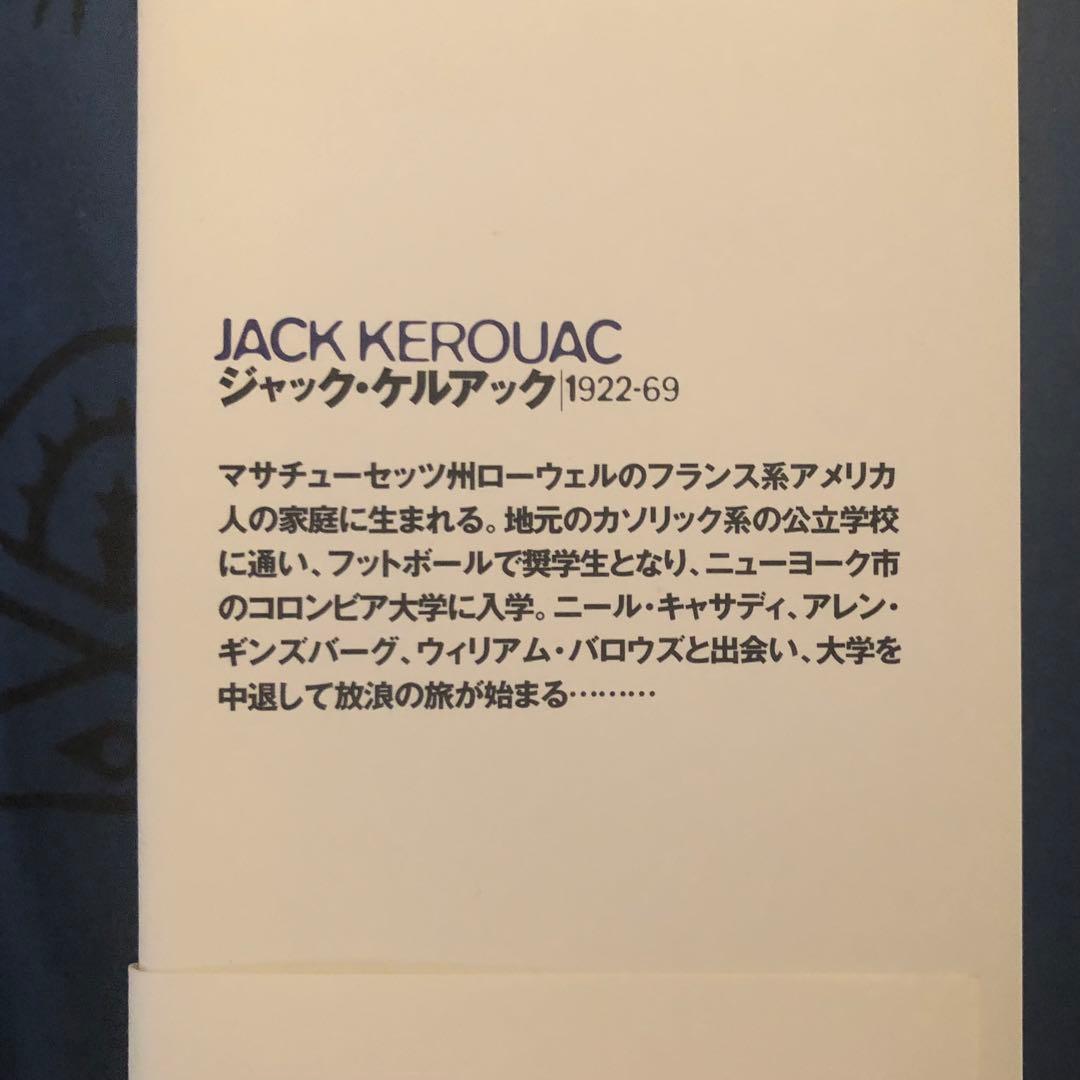 JACK KEROUAC
ジャック・ケルアック|1922-69
マサチューセッツ州ローウェルのフランス系アメリカ
人の家庭に生まれる。地元のカソリック系の公立学校
に通い、フットボールで奨学生となり、ニューヨーク市
のコロンビア大学に入学。ニール・キャサディ、アレン・
ギンズバーグ、ウィリアム・バロウズと出会い、大学を
中退して放浪の旅が始まる………